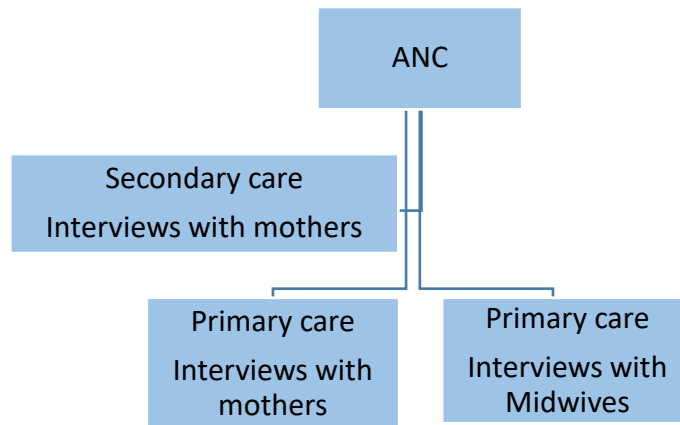 ANC
Secondary care
Interviews with mothers
Primary care
Interviews with
mothers
Primary care
Interviews with
Midwives